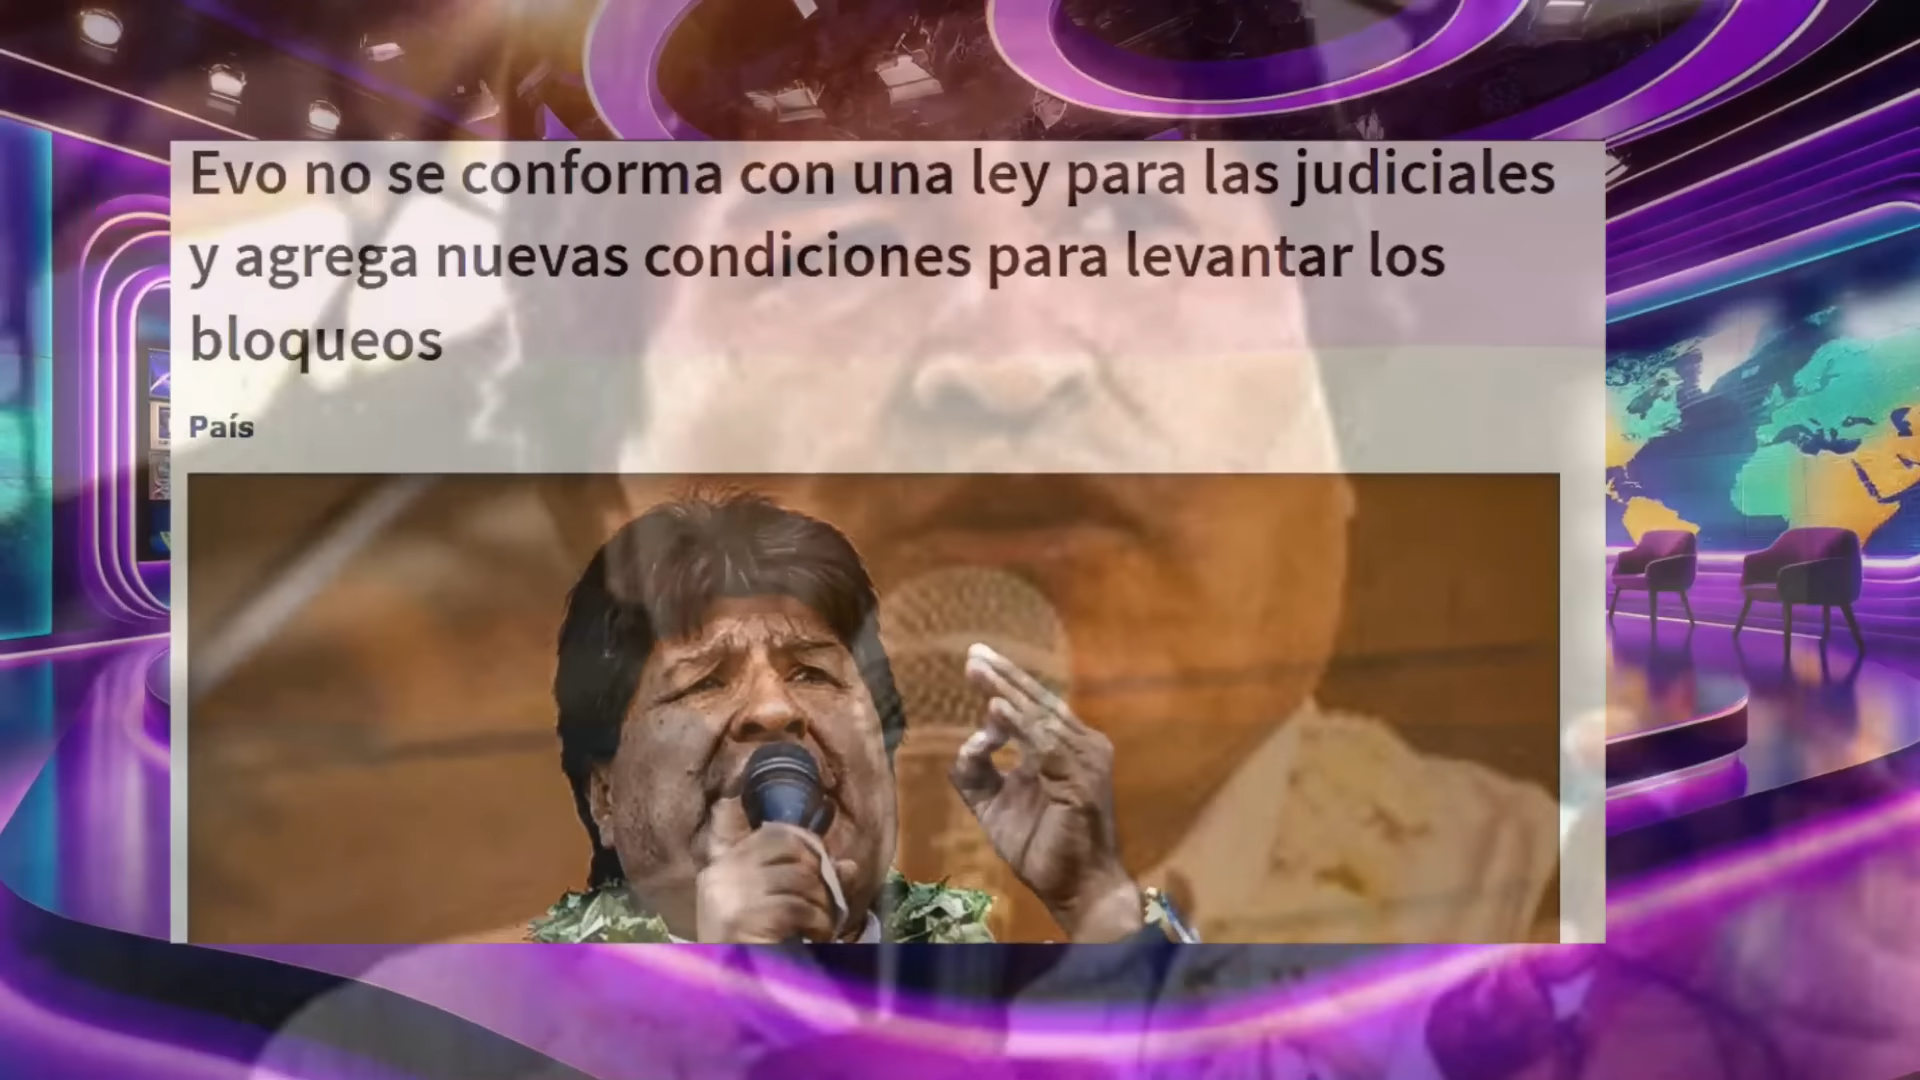 Evo no se conforma con una ley para las judiciales
y agrega nuevas condiciones para levantar los
bloqueos
País